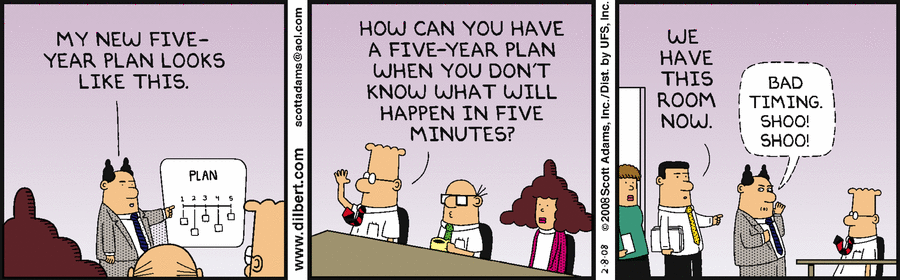 MY NEW FIVE-
YEAR PLAN LOOKS
LIKE THIS.
PLAN
1 2 3 4 5
www.dilbert.com scottadams@aol.com
HOW CAN YOU HAVE
A FIVE-YEAR PLAN
WHEN YOU DON'T
KNOW WHAT WILL
HAPPEN IN FIVE
MINUTES?
2-8-08 © 2008 Scott Adams, Inc./Dist. by UFS, Inc.
WE
HAVE
THIS
ROOM
NOW.
BAD
TIMING.
SHOO!
SHOO!